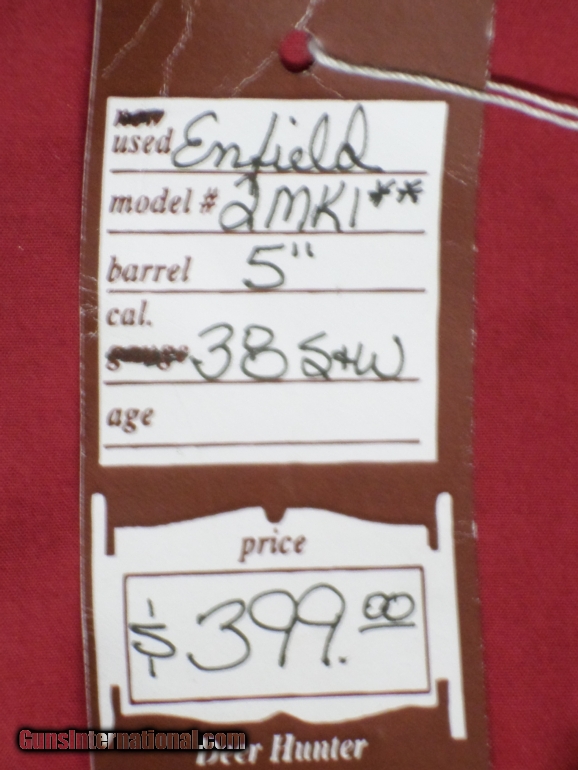 new
used Enfield
model # 2MK1**
barrel 5"
cal.
gauge 38 S+W
age
price
$399.00
GunsInternational.com
Deer Hunter